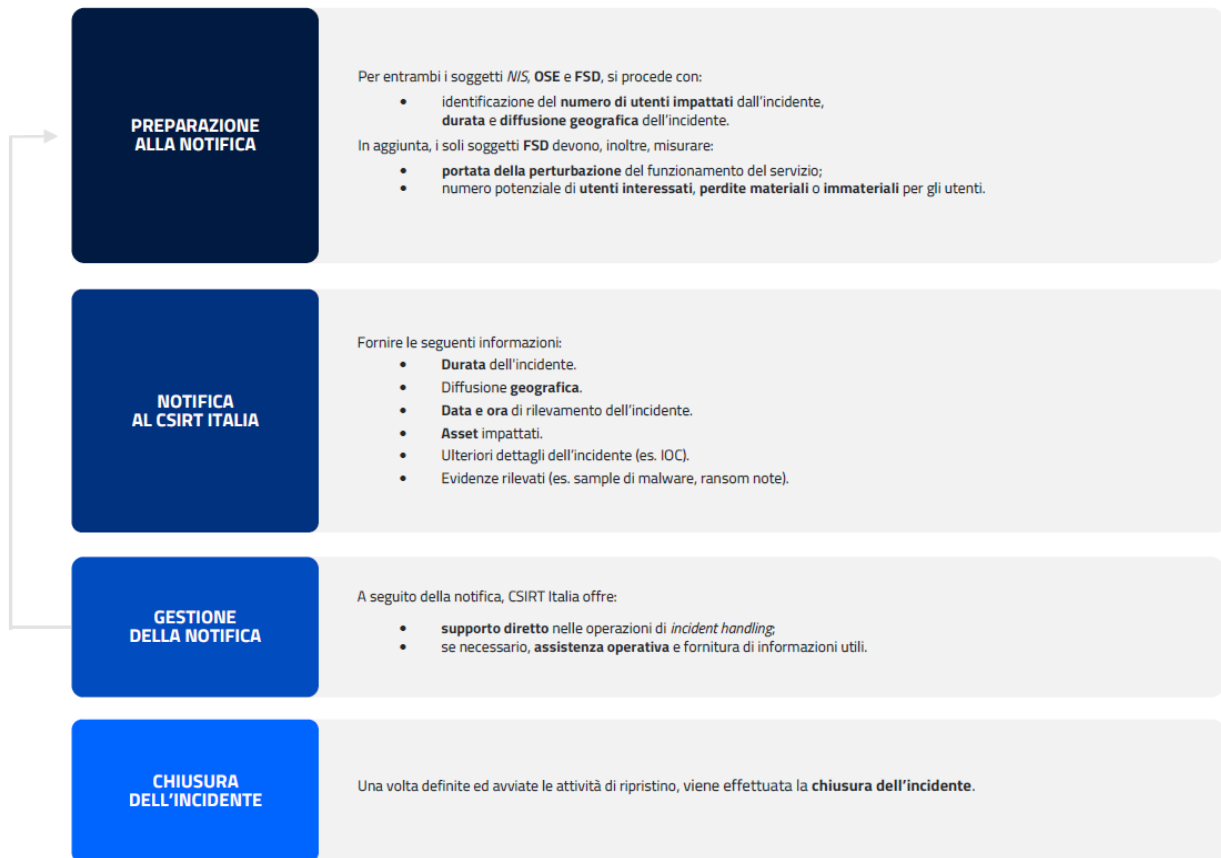 PREPARAZIONE
ALLA NOTIFICA
Per entrambi i soggetti NIS, OSE e FSD, si procede con:
• identificazione del numero di utenti impattati dall'incidente,
durata e diffusione geografica dell'incidente.
In aggiunta, i soli soggetti FSD devono, inoltre, misurare:
• portata della perturbazione del funzionamento del servizio;
• numero potenziale di utenti interessati, perdite materiali o immateriali per gli utenti.
NOTIFICA
AL CSIRT ITALIA
Fornire le seguenti informazioni:
• Durata dell'incidente.
• Diffusione geografica.
• Data e ora di rilevamento dell'incidente.
• Asset impattati.
• Ulteriori dettagli dell'incidente (es. IOC).
• Evidenze rilevati (es. sample di malware, ransom note).
GESTIONE
DELLA NOTIFICA
A seguito della notifica, CSIRT Italia offre:
• supporto diretto nelle operazioni di incident handling;
• se necessario, assistenza operativa e fornitura di informazioni utili.
CHIUSURA
DELL'INCIDENTE
Una volta definite ed avviate le attività di ripristino, viene effettuata la chiusura dell'incidente.